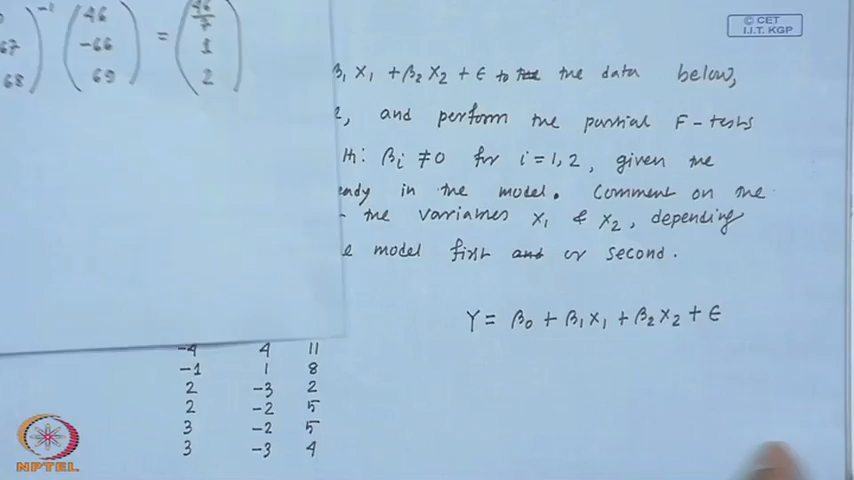 © CET
I.I.T. KGP
-1
46
-66
69
=
46/7
1
2
67
68
β₁ X₁ + β₂ X₂ + ε to the the data below,
and perform the partial F-tests
βᵢ ≠ 0 for i = 1, 2, given the
in the model. Comment on the
the variables X₁ & X₂, depending
model first and or second.
Y = β₀ + β₁X₁ + β₂X₂ + ε
-4 4 11
-1 1 8
2 -3 2
2 -2 5
3 -2 5
3 -3 4
NPTEL